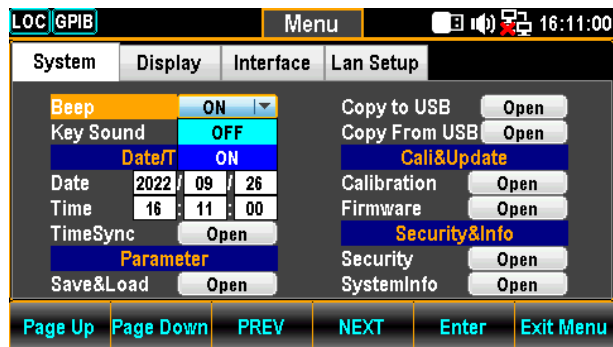 LOC GPIB Menu 16:11:00
System Display Interface Lan Setup
Beep ON
Key Sound OFF
Date/T ON
Date 2022 / 09 / 26
Time 16 : 11 : 00
TimeSync Open
Parameter
Save&Load Open
Copy to USB Open
Copy From USB Open
Cali&Update
Calibration Open
Firmware Open
Security&Info
Security Open
SystemInfo Open
Page Up Page Down PREV NEXT Enter Exit Menu